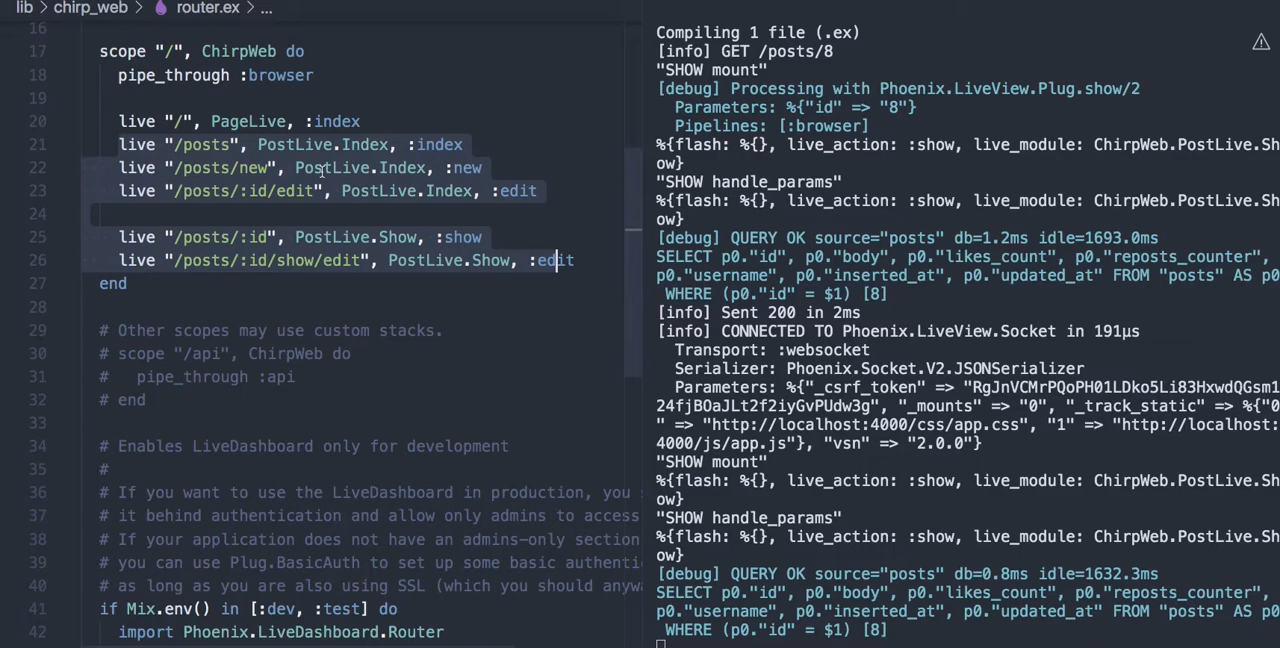 lib > chirp_web > router.ex > ...
16
17 scope "/", ChirpWeb do
18 pipe_through :browser
19
20 live "/", PageLive, :index
21 live "/posts", PostLive.Index, :index
22 live "/posts/new", PostLive.Index, :new
23 live "/posts/:id/edit", PostLive.Index, :edit
24
25 live "/posts/:id", PostLive.Show, :show
26 live "/posts/:id/show/edit", PostLive.Show, :edit
27 end
28
29 # Other scopes may use custom stacks.
30 # scope "/api", ChirpWeb do
31 #   pipe_through :api
32 # end
33
34 # Enables LiveDashboard only for development
35 #
36 # If you want to use the LiveDashboard in production, you s
37 # it behind authentication and allow only admins to access
38 # If your application does not have an admins-only section
39 # you can use Plug.BasicAuth to set up some basic authenti
40 # as long as you are also using SSL (which you should anywa
41 if Mix.env() in [:dev, :test] do
42 import Phoenix.LiveDashboard.Router
Compiling 1 file (.ex)
[info] GET /posts/8
"SHOW mount"
[debug] Processing with Phoenix.LiveView.Plug.show/2
Parameters: %{"id" => "8"}
Pipelines: [:browser]
%{flash: %{}, live_action: :show, live_module: ChirpWeb.PostLive.Sh
ow}
"SHOW handle_params"
%{flash: %{}, live_action: :show, live_module: ChirpWeb.PostLive.Sh
ow}
[debug] QUERY OK source="posts" db=1.2ms idle=1693.0ms
SELECT p0."id", p0."body", p0."likes_count", p0."reposts_counter",
p0."username", p0."inserted_at", p0."updated_at" FROM "posts" AS p0
WHERE (p0."id" = $1) [8]
[info] Sent 200 in 2ms
[info] CONNECTED TO Phoenix.LiveView.Socket in 191µs
Transport: :websocket
Serializer: Phoenix.Socket.V2.JSONSerializer
Parameters: %{"_csrf_token" => "RgJnVCMrPQoPH01LDko5Li83HxwdQGsm1
24fjBOaJLt2f2iyGvPUdw3g", "_mounts" => "0", "_track_static" => %{"0
" => "http://localhost:4000/css/app.css", "1" => "http://localhost:
4000/js/app.js"}, "vsn" => "2.0.0"}
"SHOW mount"
%{flash: %{}, live_action: :show, live_module: ChirpWeb.PostLive.Sh
ow}
"SHOW handle_params"
%{flash: %{}, live_action: :show, live_module: ChirpWeb.PostLive.Sh
ow}
[debug] QUERY OK source="posts" db=0.8ms idle=1632.3ms
SELECT p0."id", p0."body", p0."likes_count", p0."reposts_counter",
p0."username", p0."inserted_at", p0."updated_at" FROM "posts" AS p0
WHERE (p0."id" = $1) [8]